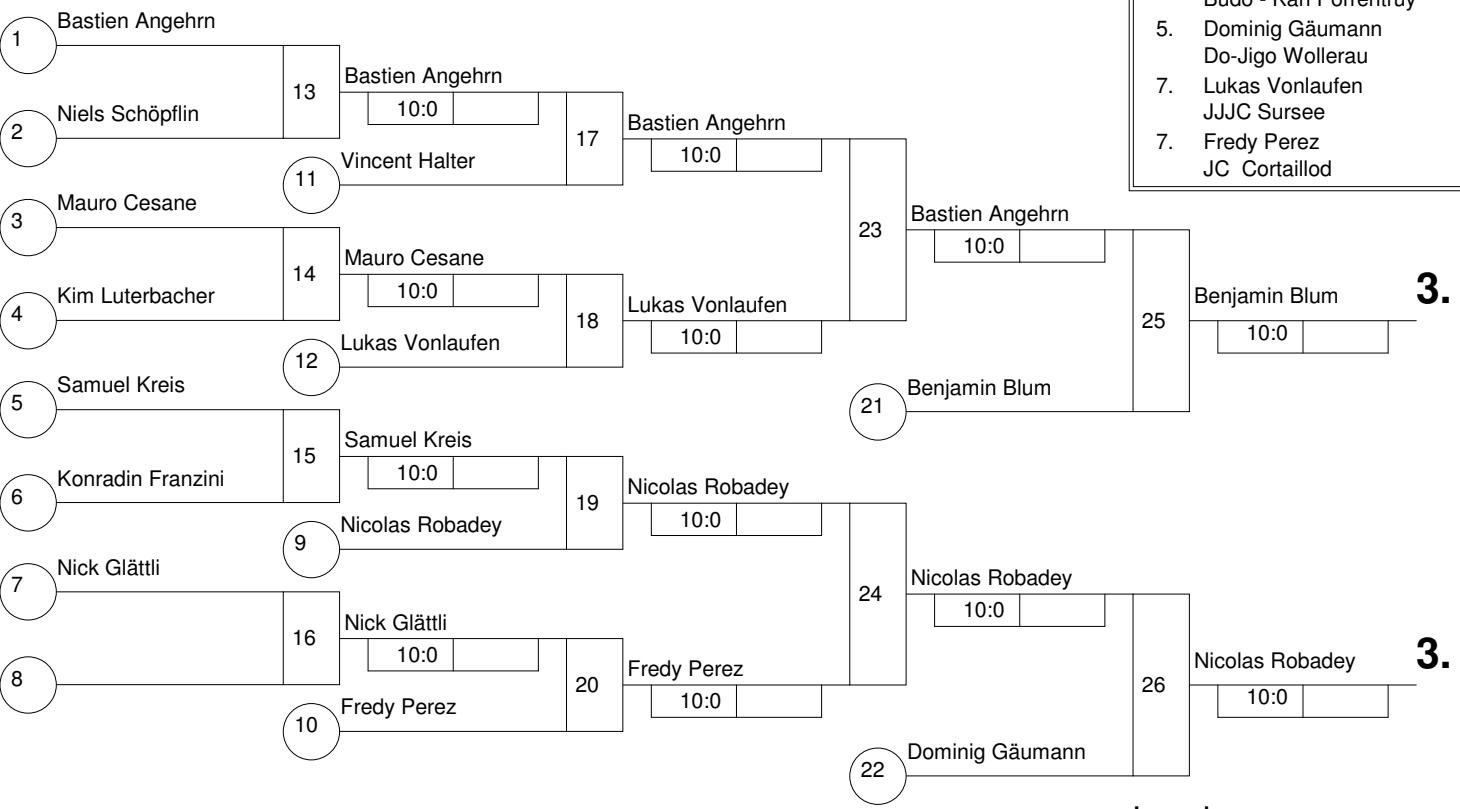 Budo - Kan Porrentruy
5. Dominig Gäumann
Do-Jigo Wollerau
7. Lukas Vonlaufen
JJJC Sursee
7. Fredy Perez
JC Cortaillod
1 Bastien Angehrn
13
Bastien Angehrn
10:0
2 Niels Schöpflin
17
Bastien Angehrn
10:0
11 Vincent Halter
3 Mauro Cesane
23
Bastien Angehrn
10:0
14
Mauro Cesane
10:0
4 Kim Luterbacher
18
Lukas Vonlaufen
10:0
12 Lukas Vonlaufen
25
Benjamin Blum 3.
10:0
5 Samuel Kreis
21 Benjamin Blum
15
Samuel Kreis
10:0
6 Konradin Franzini
19
Nicolas Robadey
10:0
9 Nicolas Robadey
7 Nick Glättli
24
Nicolas Robadey
10:0
16
Nick Glättli
10:0
8
20
Fredy Perez
10:0
10 Fredy Perez
26
Nicolas Robadey 3.
10:0
22 Dominig Gäumann